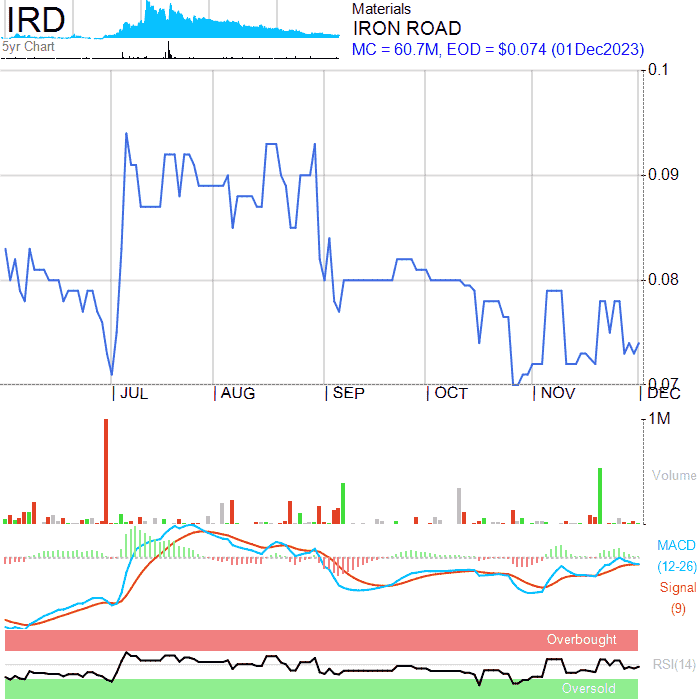 IRD
5yr Chart
Materials
IRON ROAD
MC = 60.7M, EOD = $0.074 (01Dec2023)
0.1
0.09
0.08
0.07
JUL AUG SEP OCT NOV DEC
1M
Volume
MACD
(12-26)
Signal
(9)
Overbought
RSI(14)
Oversold